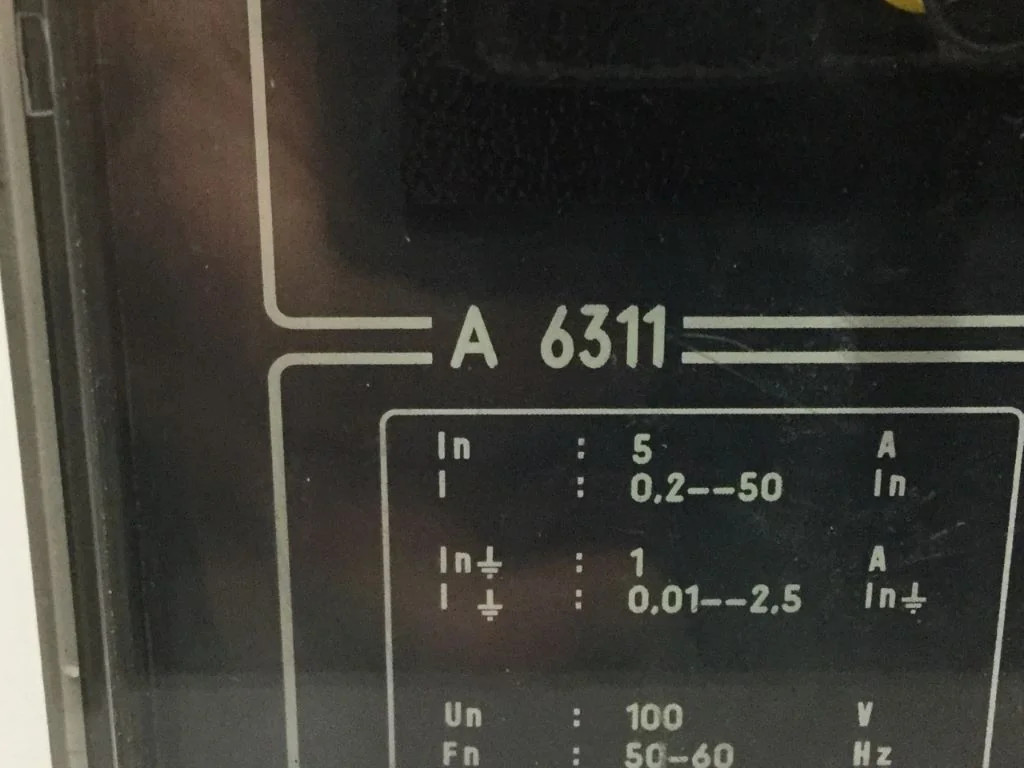 A 6311
In : 5 A
I : 0,2--50 In
In⏚ : 1 A
I ⏚ : 0,01--2,5 In⏚
Un : 100 V
Fn : 50-60 Hz